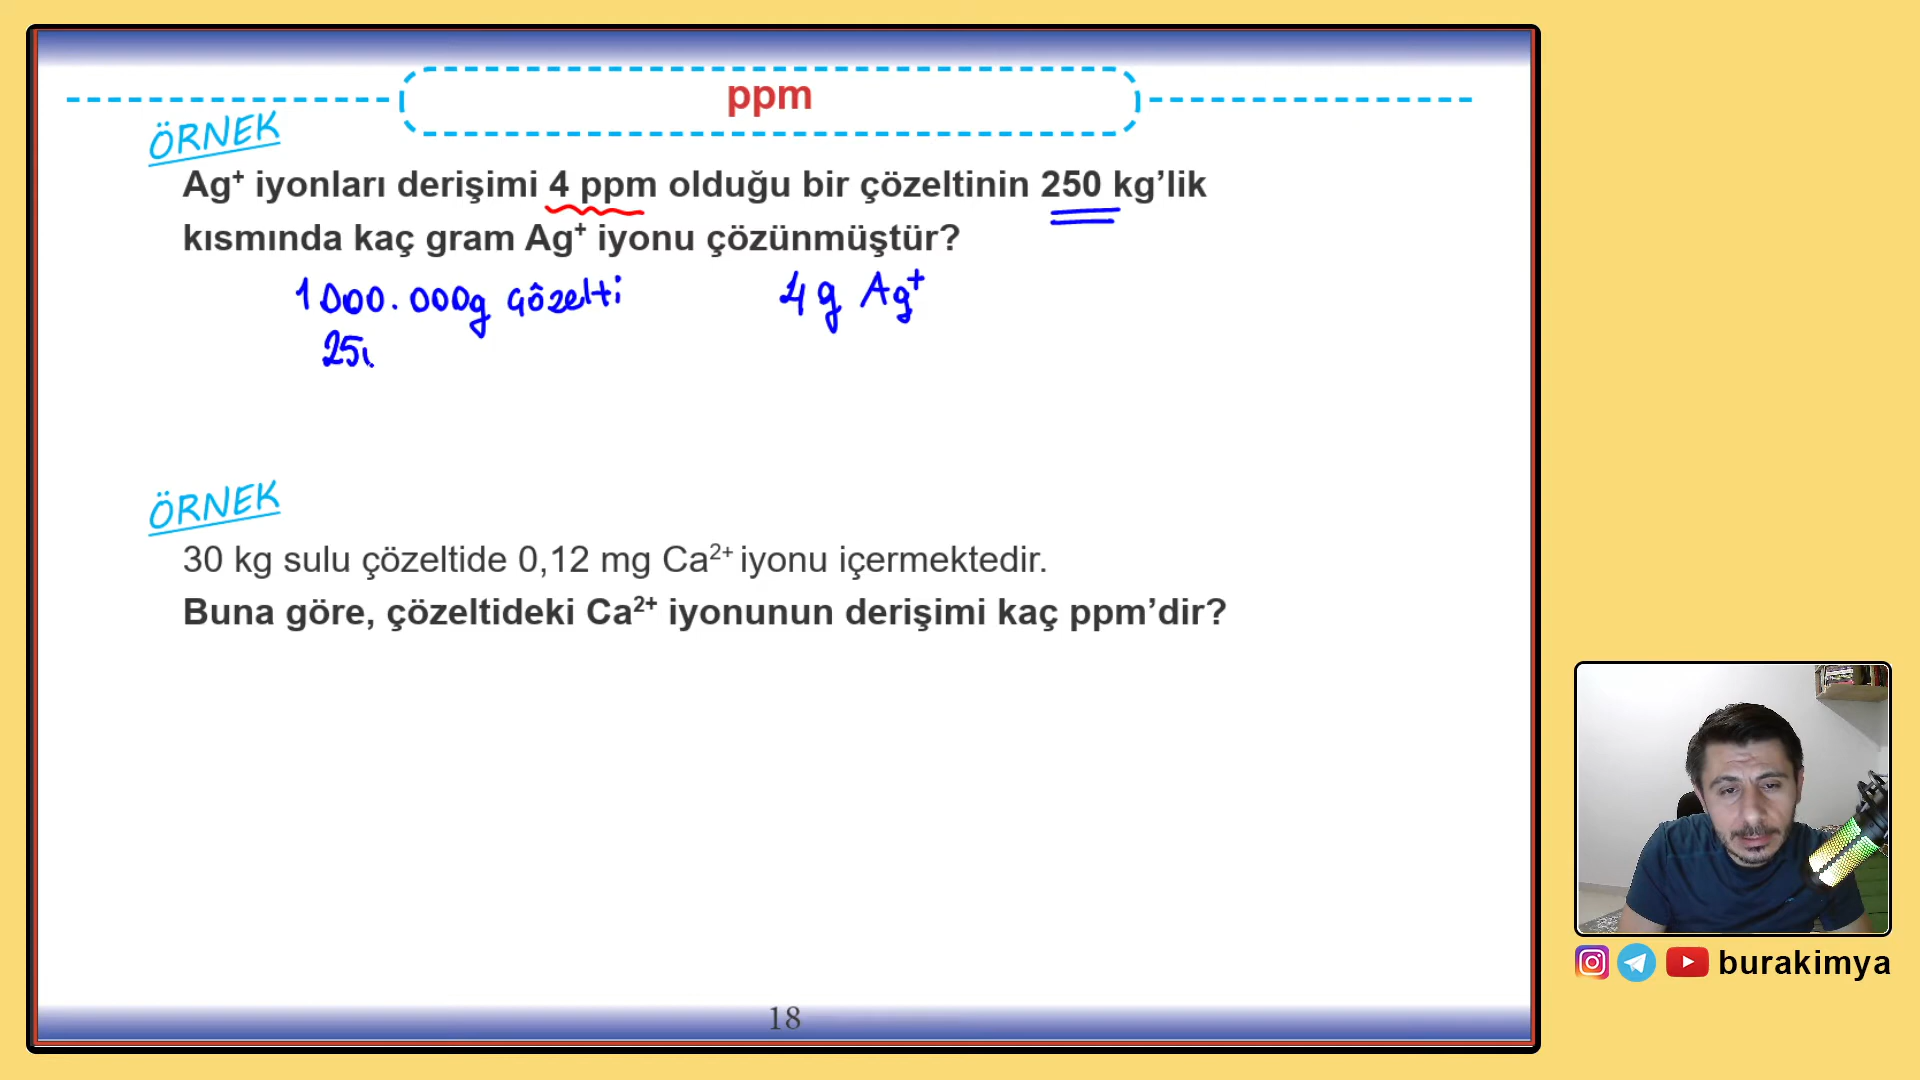 ppm
ÖRNEK
Ag⁺ iyonları derişimi 4 ppm olduğu bir çözeltinin 250 kg’lik
kısmında kaç gram Ag⁺ iyonu çözünmüştür?
1000.000g çözelti 4g Ag⁺
25
ÖRNEK
30 kg sulu çözeltide 0,12 mg Ca²⁺ iyonu içermektedir.
Buna göre, çözeltideki Ca²⁺ iyonunun derişimi kaç ppm’dir?
burakimya
18